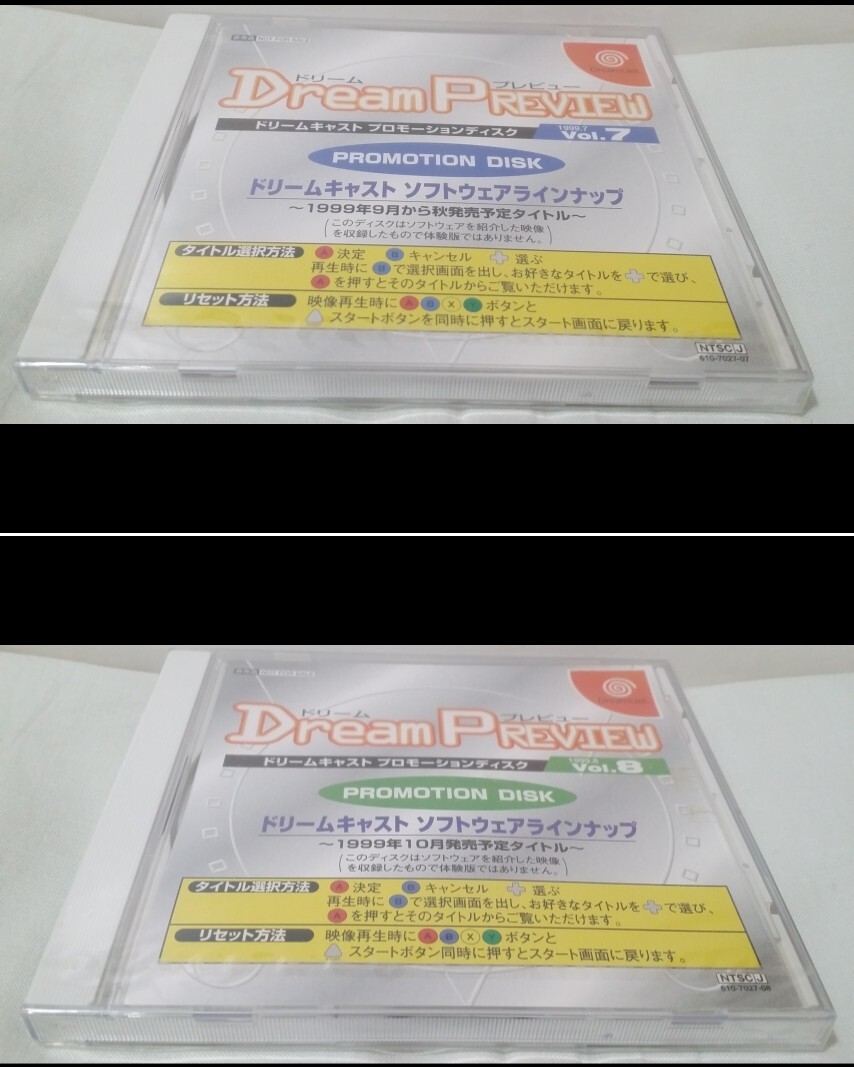 非売品 NOT FOR SALE
Dreamcast
ドリーム プレビュー
Dream PREVIEW
ドリームキャスト プロモーションディスク
1999.7
Vol.7
PROMOTION DISK
ドリームキャスト ソフトウェアラインナップ
～1999年9月から秋発売予定タイトル～
(このディスクはソフトウェアを紹介した映像
を収録したもので体験版ではありません。)
タイトル選択方法 A 決定 B キャンセル 選ぶ
再生時に B で選択画面を出し、お好きなタイトルを で選び、
A を押すとそのタイトルからご覧いただけます。
リセット方法 映像再生時に A B X Y ボタンと
スタートボタンを同時に押すとスタート画面に戻ります。
NTSC J
610-7027-07
非売品 NOT FOR SALE
Dreamcast
ドリーム プレビュー
Dream PREVIEW
ドリームキャスト プロモーションディスク
1999.8
Vol.8
PROMOTION DISK
ドリームキャスト ソフトウェアラインナップ
～1999年10月発売予定タイトル～
(このディスクはソフトウェアを紹介した映像
を収録したもので体験版ではありません。)
タイトル選択方法 A 決定 B キャンセル 選ぶ
再生時に B で選択画面を出し、お好きなタイトルを で選び、
A を押すとそのタイトルからご覧いただけます。
リセット方法 映像再生時に A B X Y ボタンと
スタートボタン同時に押すとスタート画面に戻ります。
NTSC J
610-7027-08